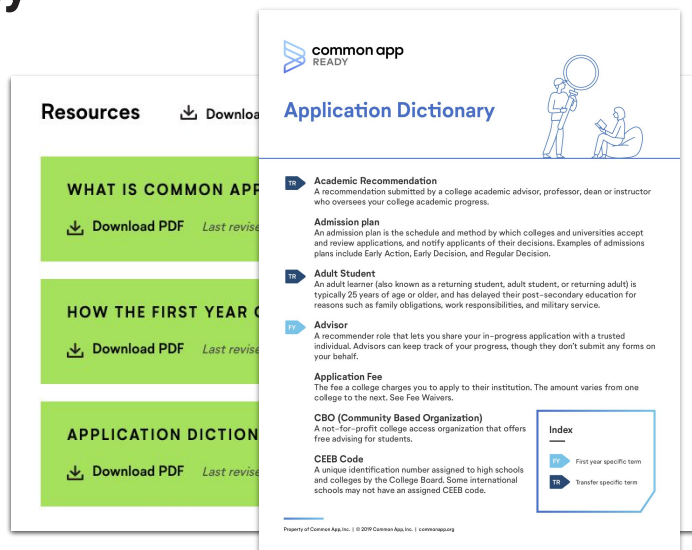 y
Resources
Downloa
WHAT IS COMMON APP
Download PDF Last revise
HOW THE FIRST YEAR
Download PDF Last revise
APPLICATION DICTION
Download PDF Last revise
common app
READY
Application Dictionary
TR
Academic Recommendation
A recommendation submitted by a college academic advisor, professor, dean or instructor
who oversees your college academic progress.
Admission plan
An admission plan is the schedule and method by which colleges and universities accept
and review applications, and notify applicants of their decisions. Examples of admissions
plans include Early Action, Early Decision, and Regular Decision.
TR
Adult Student
An adult learner (also known as a returning student, adult student, or returning adult) is
typically 25 years of age or older, and has delayed their post-secondary education for
reasons such as family obligations, work responsibilities, and military service.
FY
Advisor
A recommender role that lets you share your in-progress application with a trusted
individual. Advisors can keep track of your progress, though they don't submit any forms on
your behalf.
Application Fee
The fee a college charges you to apply to their institution. The amount varies from one
college to the next. See Fee Waivers.
CBO (Community Based Organization)
A not-for-profit college access organization that offers
free advising for students.
CEEB Code
A unique identification number assigned to high schools
and colleges by the College Board. Some international
schools may not have an assigned CEEB code.
Index
FY First year specific term
TR Transfer specific term
Property of Common App, Inc. | © 2019 Common App, Inc. | commonapp.org